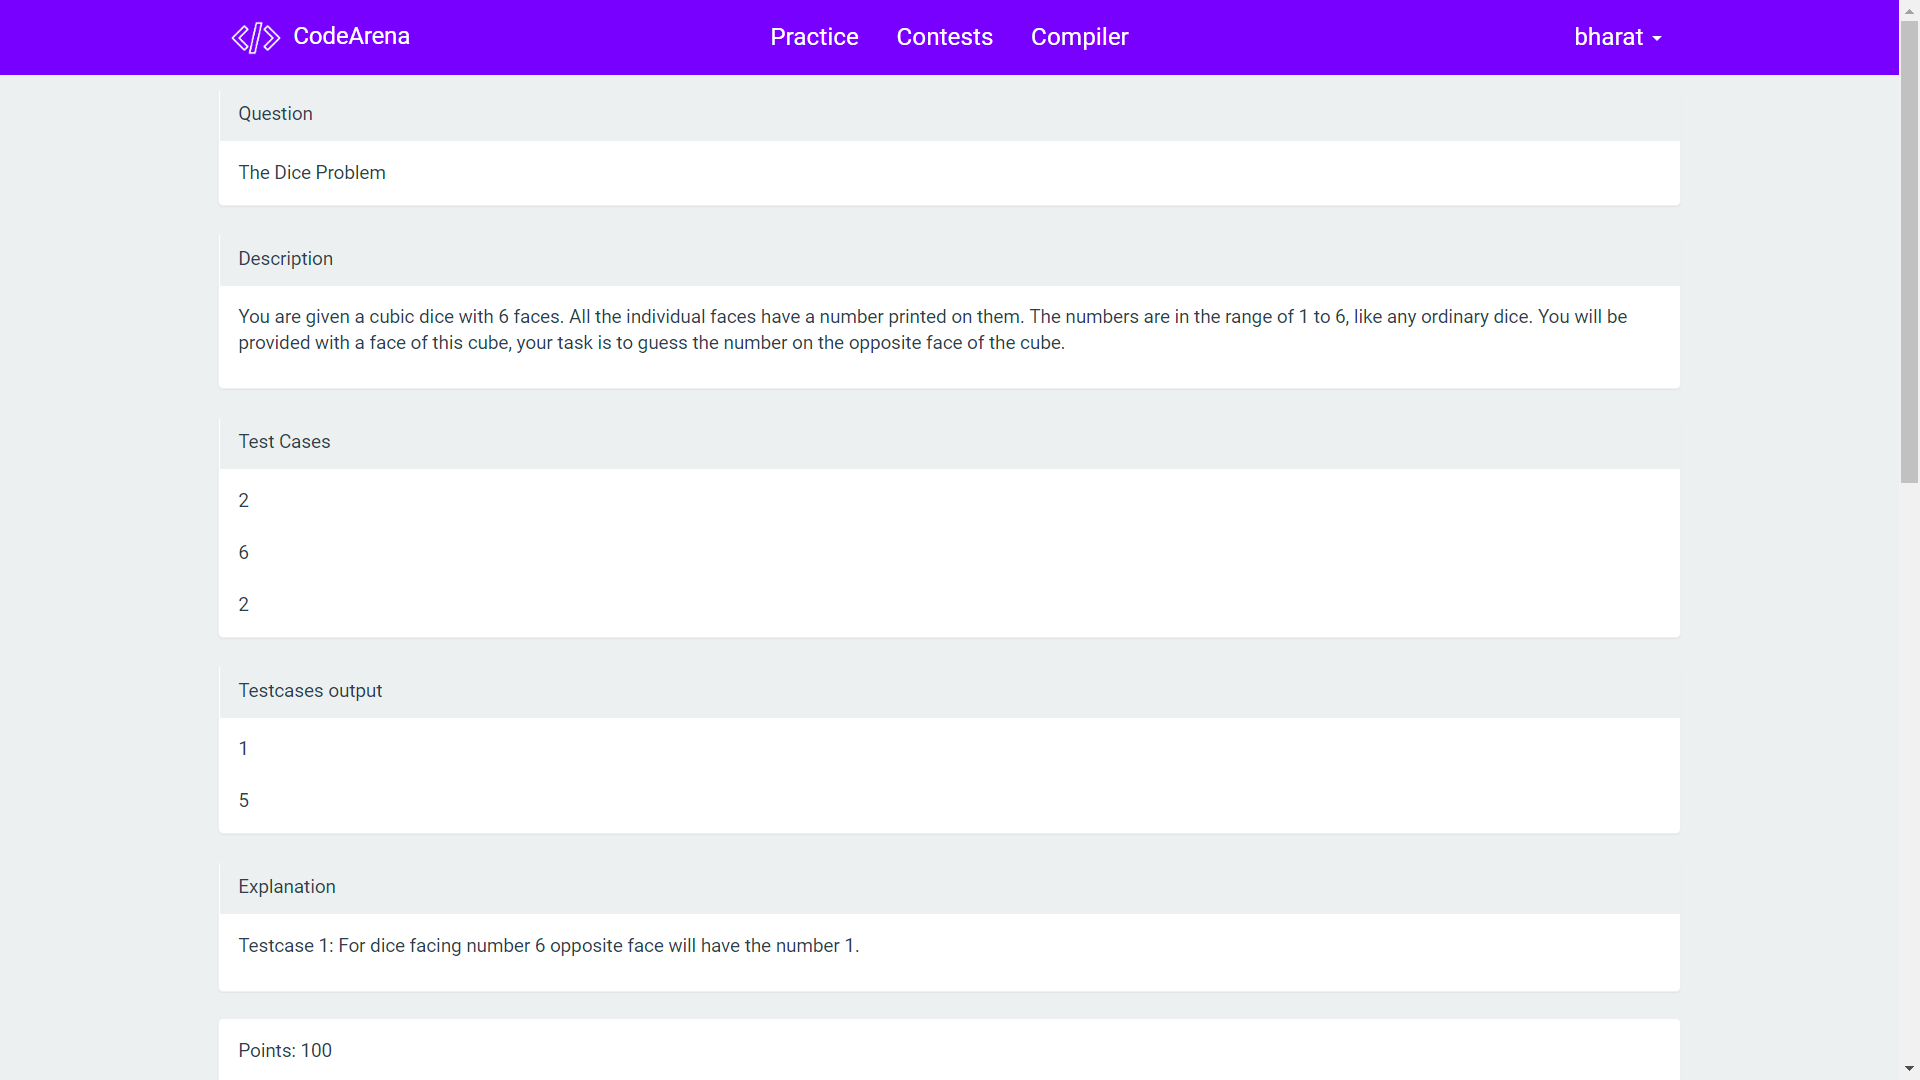 CodeArena
Practice
Contests
Compiler
bharat
Question
The Dice Problem
Description
You are given a cubic dice with 6 faces. All the individual faces have a number printed on them. The numbers are in the range of 1 to 6, like any ordinary dice. You will be
provided with a face of this cube, your task is to guess the number on the opposite face of the cube.
Test Cases
2
6
2
Testcases output
1
5
Explanation
Testcase 1: For dice facing number 6 opposite face will have the number 1.
Points: 100